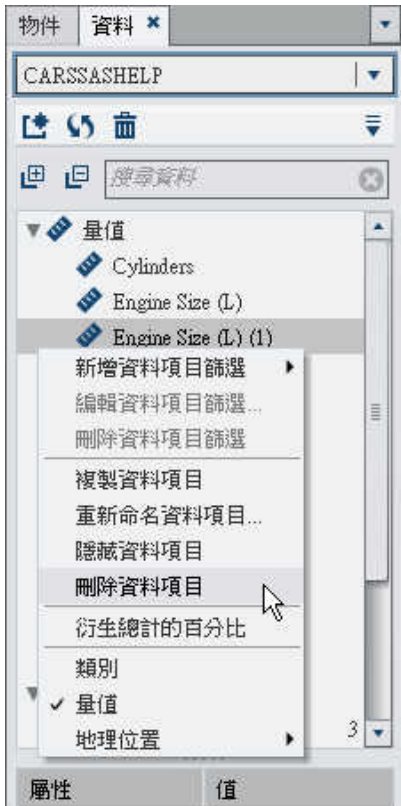 物件 資料
CARSSASHELP
搜尋資料
量值
Cylinders
Engine Size (L)
Engine Size (L) (1)
新增資料項目篩選
編輯資料項目篩選...
刪除資料項目篩選
複製資料項目
重新命名資料項目...
隱藏資料項目
刪除資料項目
衍生總計的百分比
類別
量值
地理位置
3
屬性 值